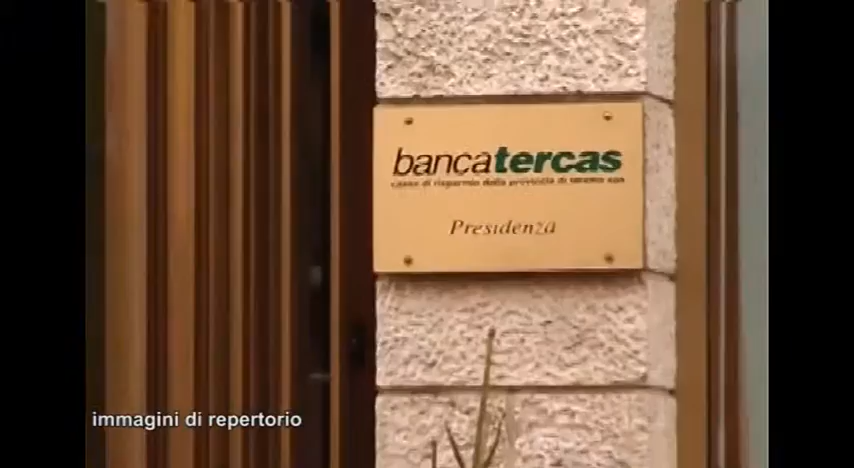 bancatercas
cassa di risparmio della provincia di teramo spa
Presidenza
immagini di repertorio